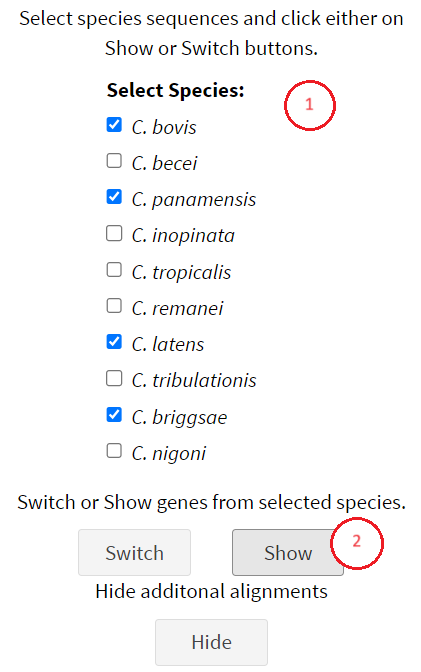 Select species sequences and click either on
Show or Switch buttons.
Select Species:
1
C. bovis
C. becei
C. panamensis
C. inopinata
C. tropicalis
C. remanei
C. latens
C. tribulationis
C. briggsae
C. nigoni
Switch or Show genes from selected species.
Switch
Show
2
Hide additonal alignments
Hide